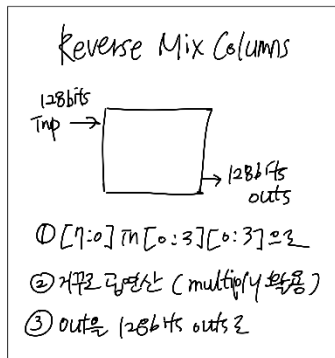 Reverse Mix Columns
128bits
Inp
128bits
outs
① [7:0] in [0:3][0:3] 으로
② 거꾸로 곱연산 (multiply 활용)
③ out을 128bits outs로